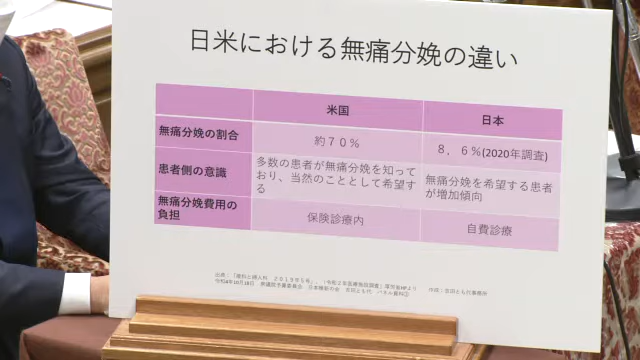 日米における無痛分娩の違い
米国 日本
無痛分娩の割合 約７０％ ８．６％(2020年調査)
患者側の意識 多数の患者が無痛分娩を知って
おり、当然のこととして希望す
る
無痛分娩を希望する患者
が増加傾向
無痛分娩費用の
負担
保険診療内 自費診療